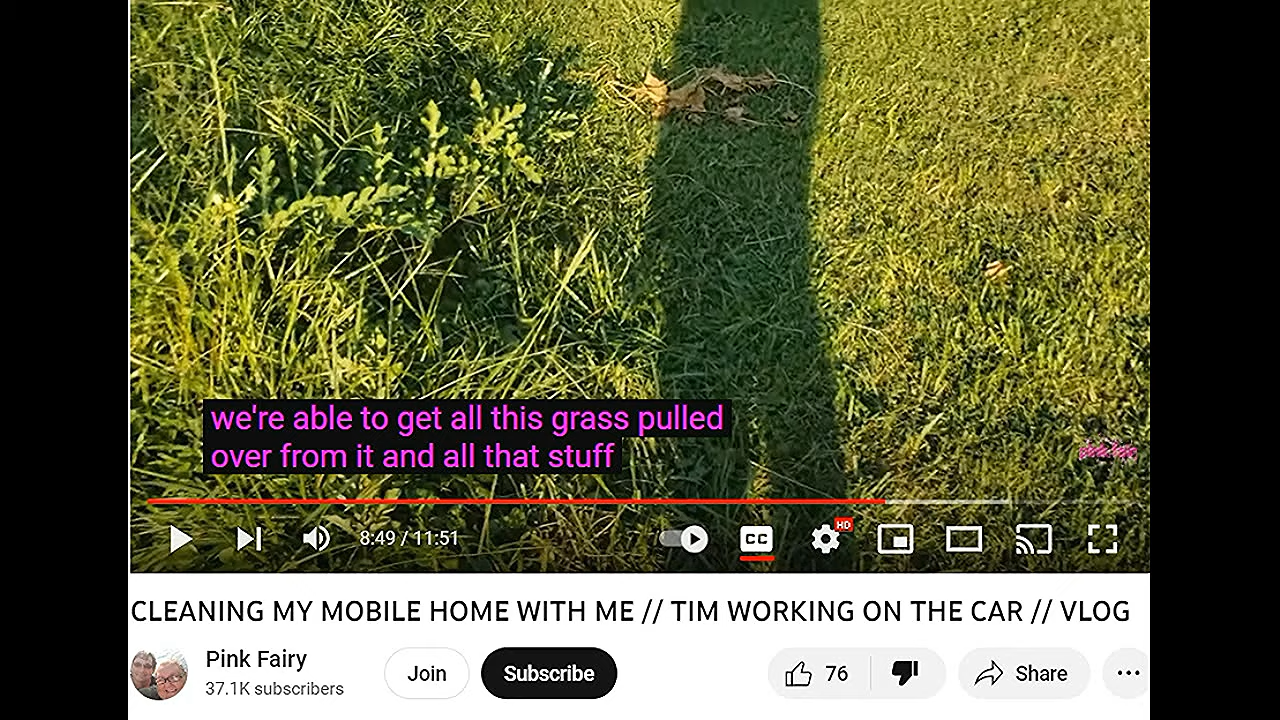 we're able to get all this grass pulled
over from it and all that stuff
8:49 / 11:51
CC
HD
CLEANING MY MOBILE HOME WITH ME // TIM WORKING ON THE CAR // VLOG
Pink Fairy
37.1K subscribers
Join
Subscribe
76
Share